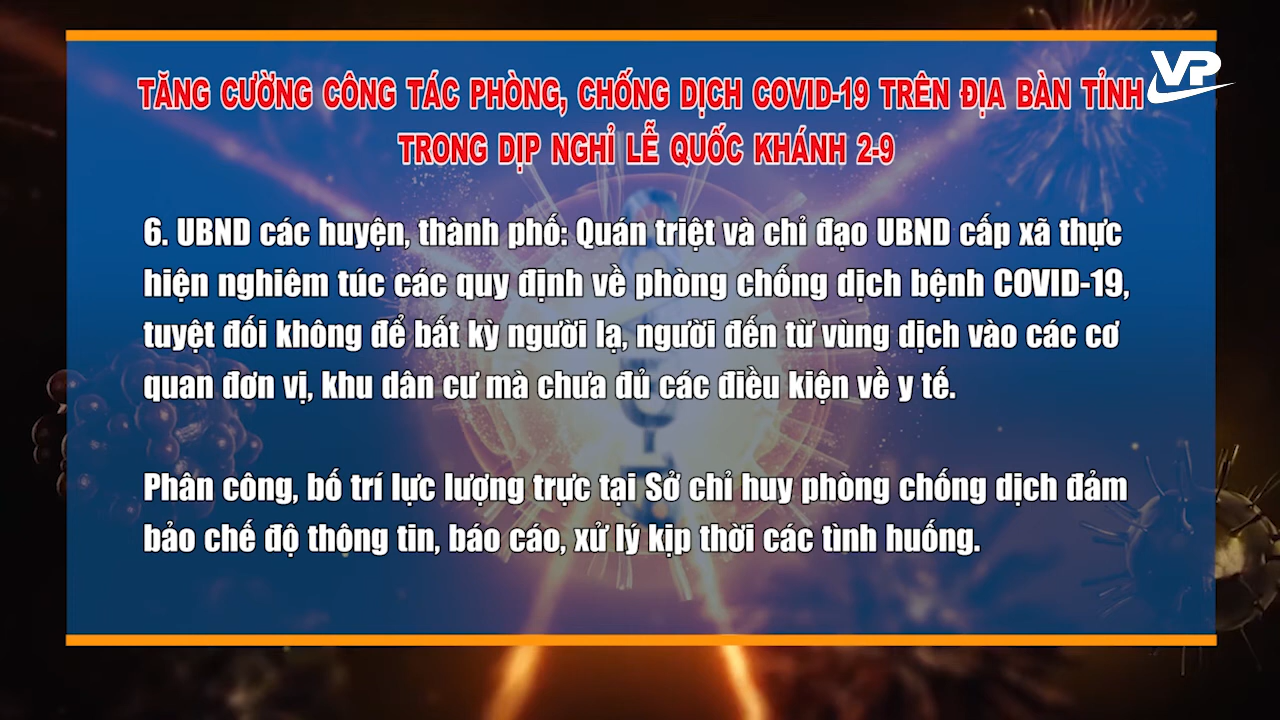 VP
TĂNG CƯỜNG CÔNG TÁC PHÒNG, CHỐNG DỊCH COVID-19 TRÊN ĐỊA BÀN TỈNH
TRONG DỊP NGHỈ LỄ QUỐC KHÁNH 2-9
6. UBND các huyện, thành phố: Quán triệt và chỉ đạo UBND cấp xã thực
hiện nghiêm túc các quy định về phòng chống dịch bệnh COVID-19,
tuyệt đối không để bất kỳ người lạ, người đến từ vùng dịch vào các cơ
quan đơn vị, khu dân cư mà chưa đủ các điều kiện về y tế.
Phân công, bố trí lực lượng trực tại Sở chỉ huy phòng chống dịch đảm
bảo chế độ thông tin, báo cáo, xử lý kịp thời các tình huống.